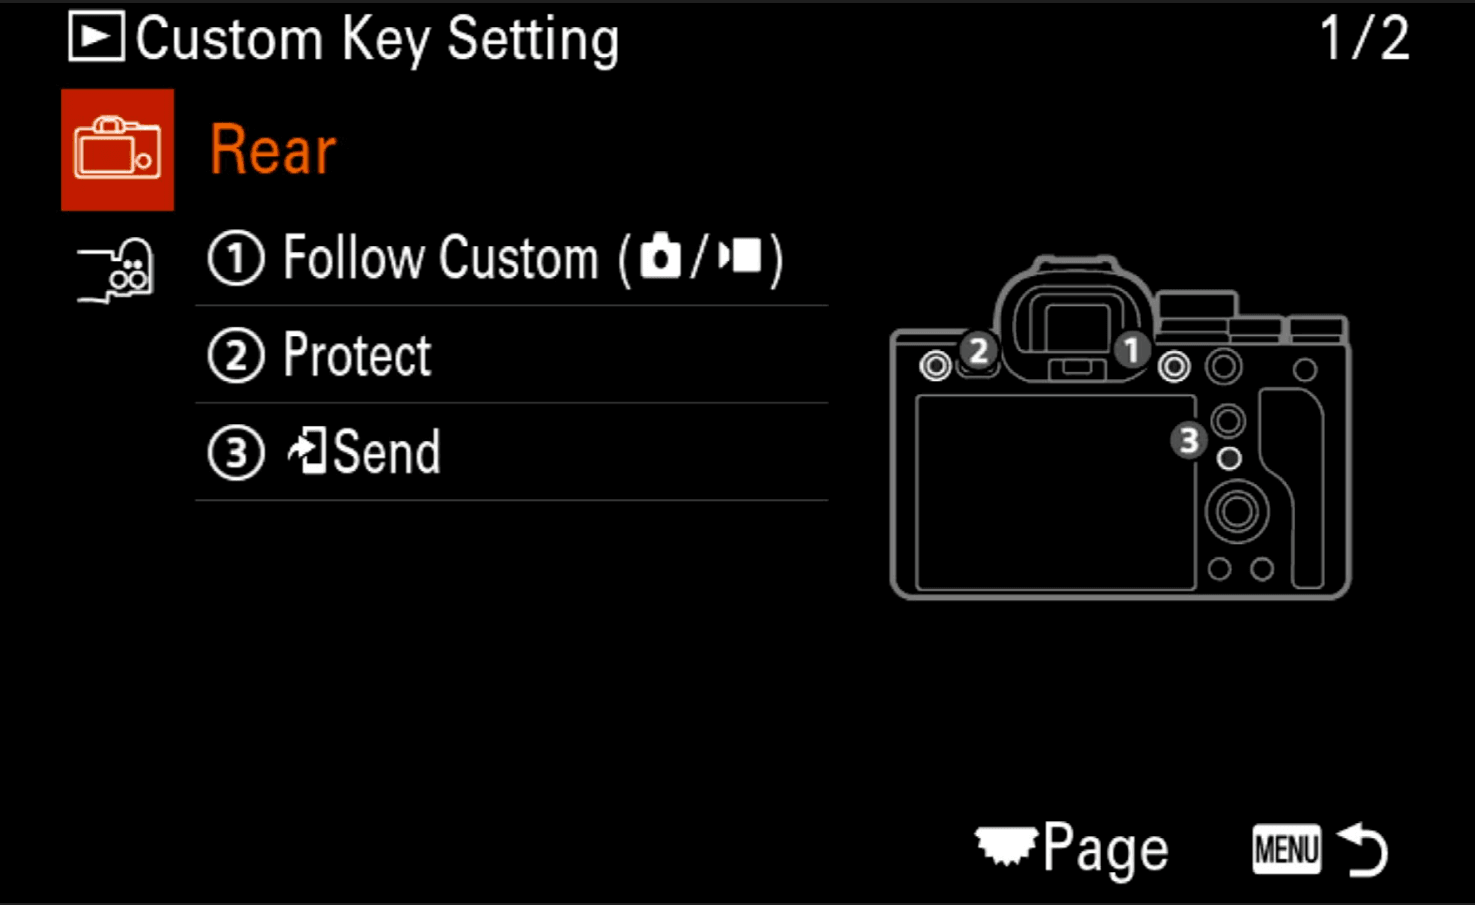 Custom Key Setting 1/2
Rear
① Follow Custom ( / )
② Protect
③ Send
2 1
3
Page MENU